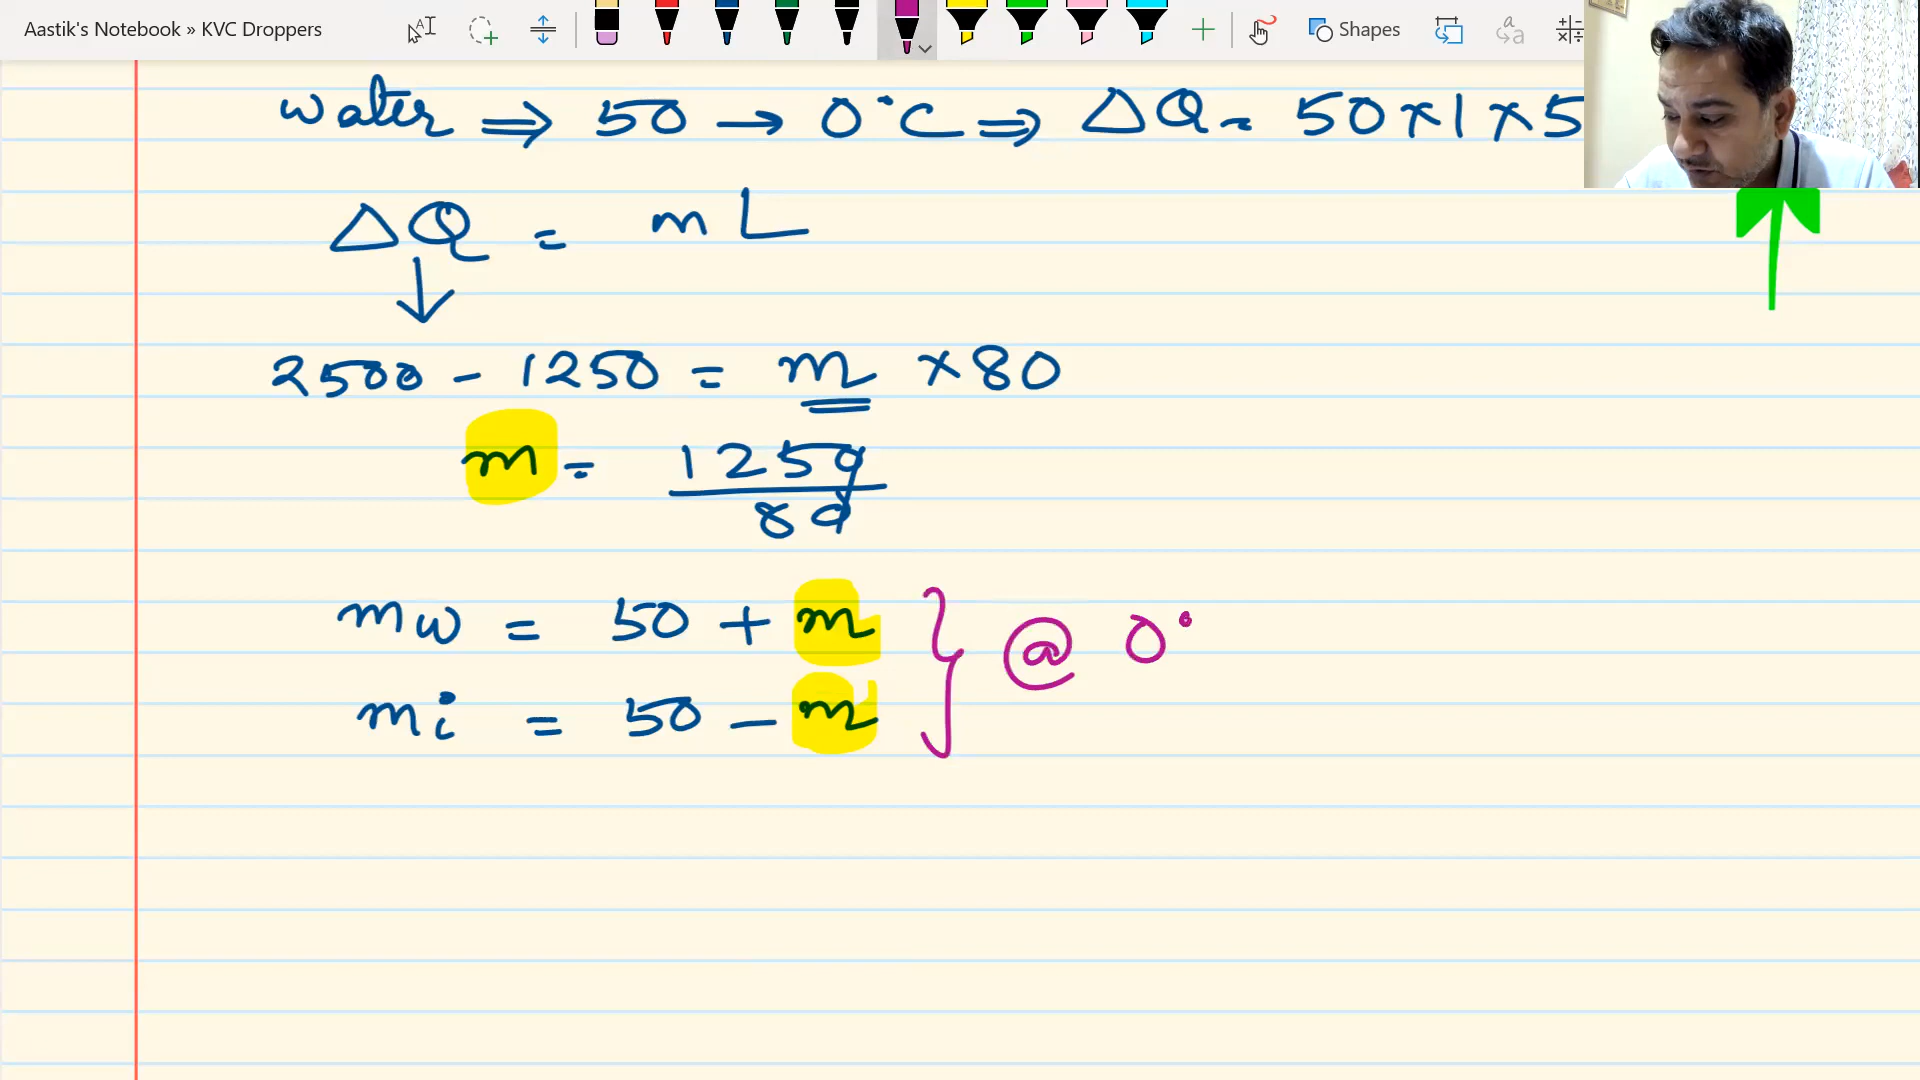 Aastik's Notebook » KVC Droppers
Shapes
water ⇒ 50 → 0°C ⇒ ΔQ = 50×1×5
ΔQ = mL
↓
2500 - 1250 = m × 80
m = 1250/80
mw = 50 + m } @ 0°
mi = 50 - m